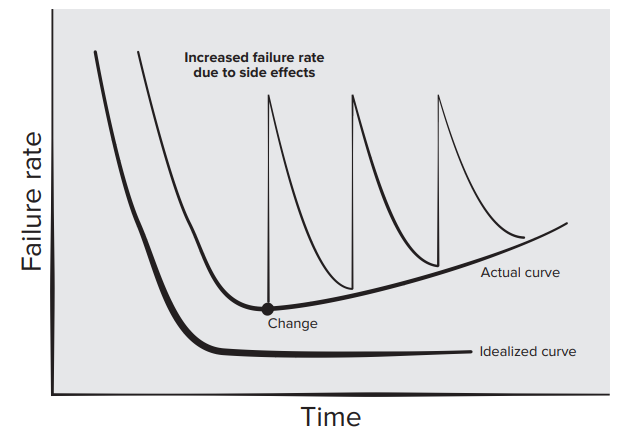 Increased failure rate
due to side effects
Failure rate
Actual curve
Change
Idealized curve
Time